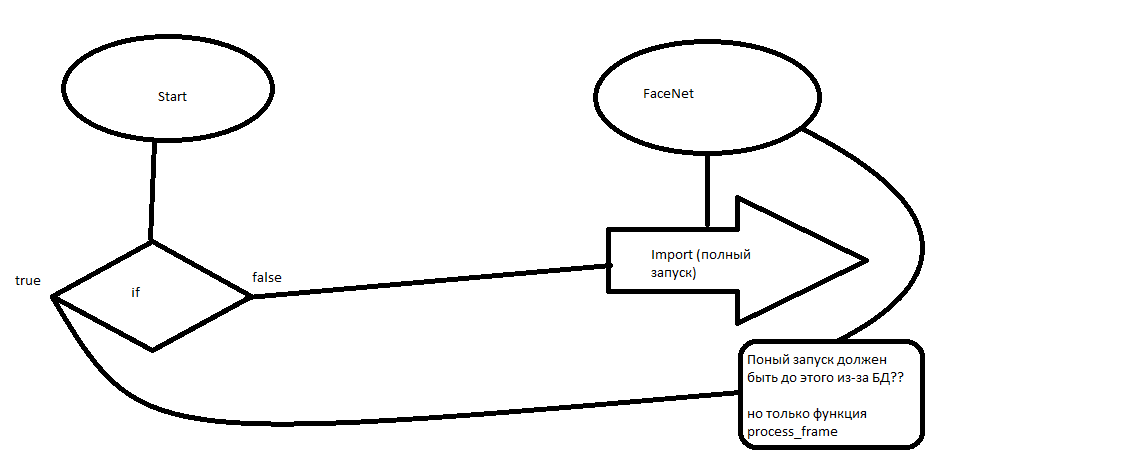 Start
FaceNet
true
if
false
Import (полный
запуск)
Поный запуск должен
быть до этого из-за БД??
но только функция
process_frame